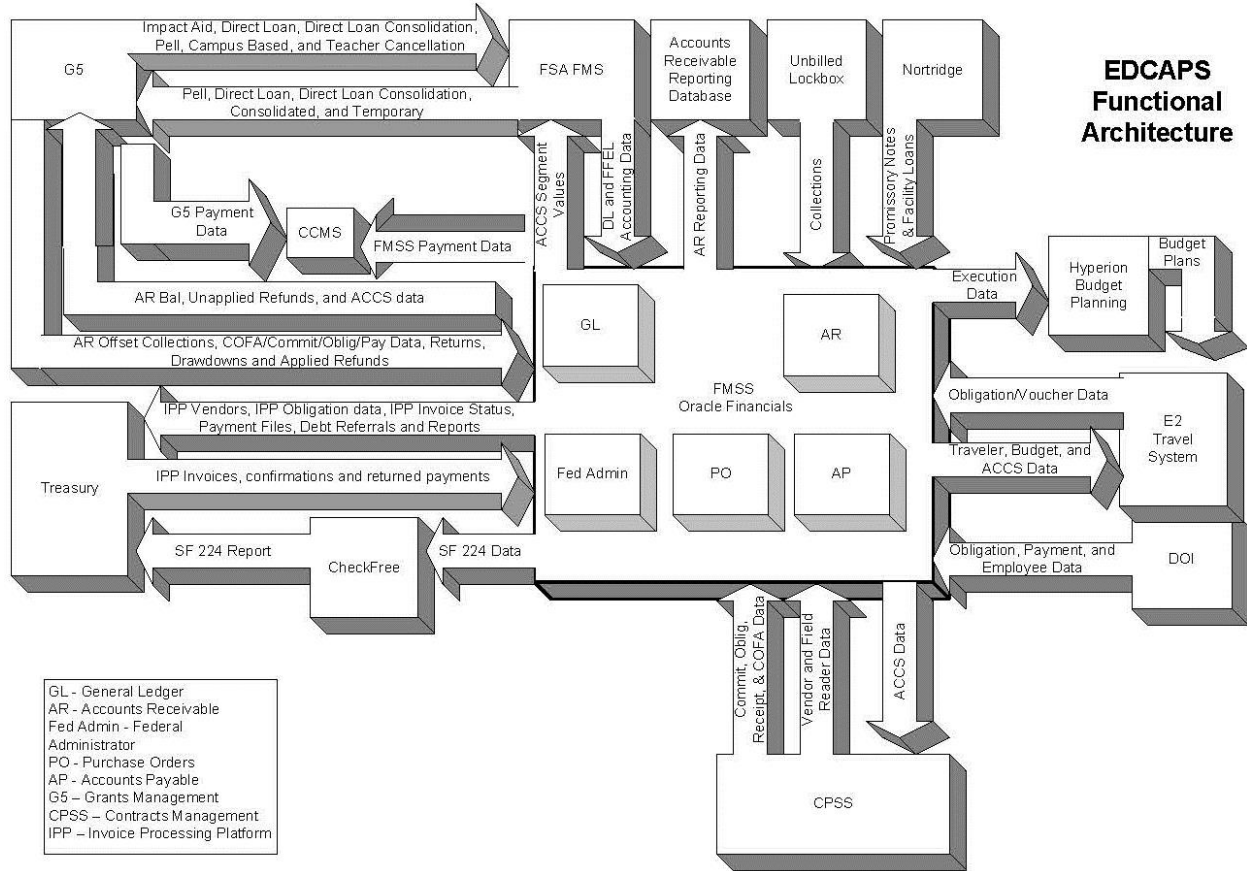 EDCAPS
Functional
Architecture
G5
Impact Aid, Direct Loan, Direct Loan Consolidation,
Pell, Campus Based, and Teacher Cancellation
Pell, Direct Loan, Direct Loan Consolidation,
Consolidated, and Temporary
FSA FMS
Accounts
Receivable
Reporting
Database
Unbilled
Lockbox
Nortridge
G5 Payment
Data
CCMS
FMSS Payment Data
ACCS Segment
Values
DL and FFEL
Accounting Data
AR Reporting Data
Collections
Promissory Notes
& Facility Loans
Execution
Data
Hyperion
Budget
Planning
Budget
Plans
AR Bal, Unapplied Refunds, and ACCS data
AR Offset Collections, COFA/Commit/Oblig/Pay Data, Returns,
Drawdowns and Applied Refunds
GL
AR
FMSS
Oracle Financials
Fed Admin
PO
AP
IPP Vendors, IPP Obligation data, IPP Invoice Status,
Payment Files, Debt Referrals and Reports
Treasury
IPP Invoices, confirmations and returned payments
SF 224 Report
CheckFree
SF 224 Data
Obligation/Voucher Data
E2
Travel
System
Traveler, Budget, and
ACCS Data
Obligation, Payment, and
Employee Data
DOI
Commit, Oblig,
Receipt, & COFA Data
Vendor and Field
Reader Data
ACCS Data
CPSS
GL - General Ledger
AR - Accounts Receivable
Fed Admin - Federal
Administrator
PO - Purchase Orders
AP - Accounts Payable
G5 – Grants Management
CPSS – Contracts Management
IPP – Invoice Processing Platform